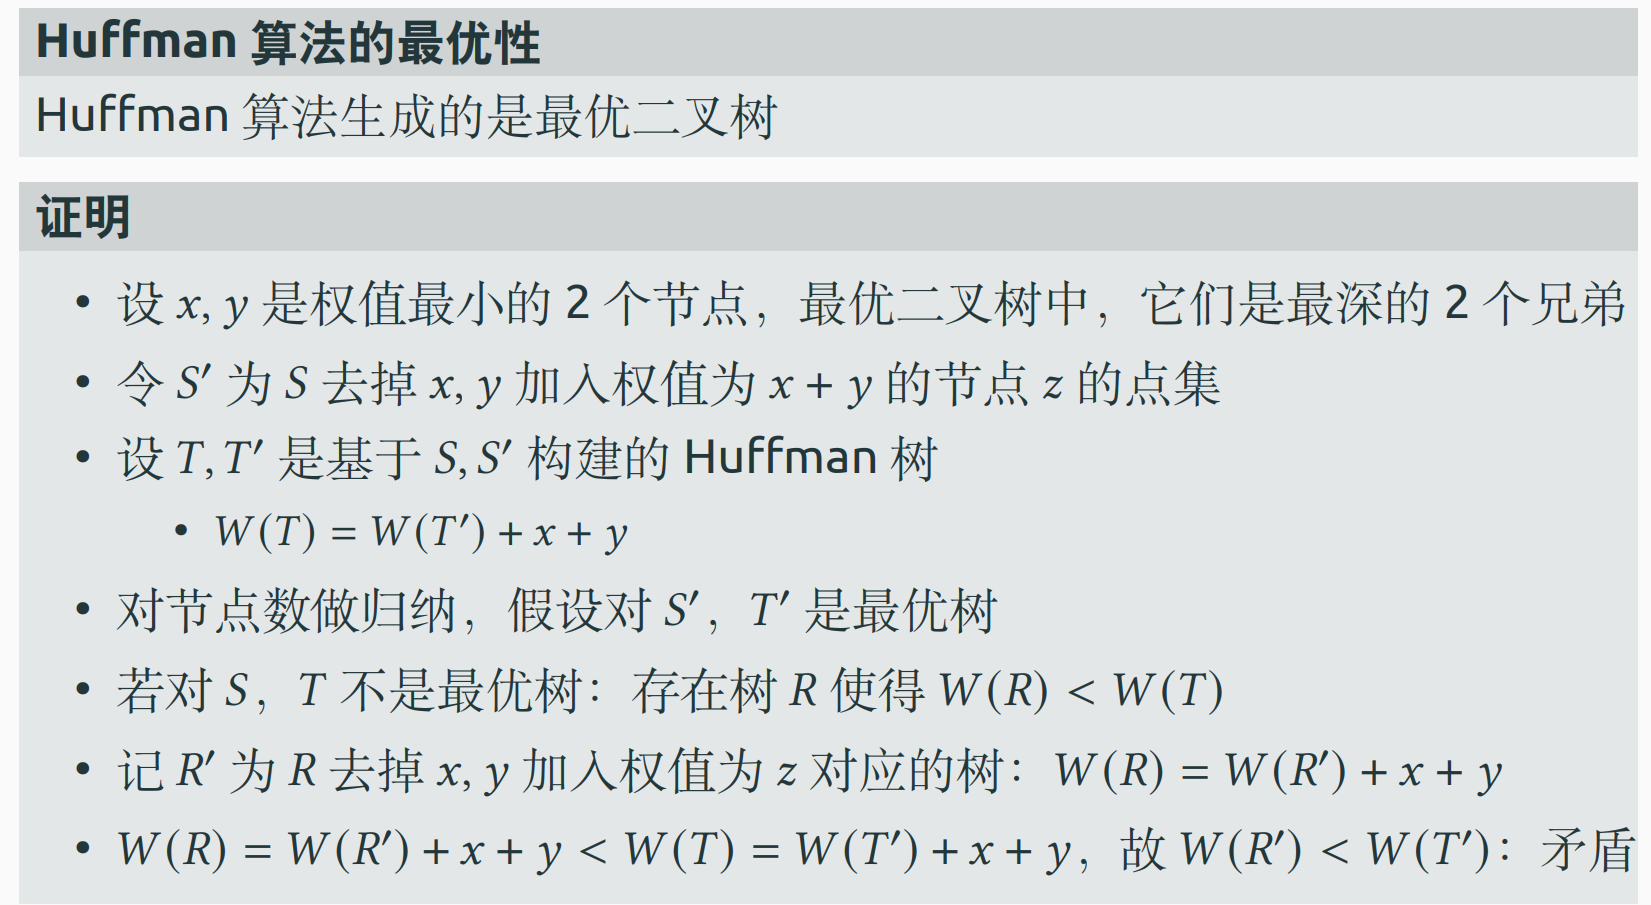 Huffman 算法的最优性
Huffman 算法生成的是最优二叉树
证明
• 设 x, y 是权值最小的 2 个节点，最优二叉树中，它们是最深的 2 个兄弟
• 令 S′ 为 S 去掉 x, y 加入权值为 x + y 的节点 z 的点集
• 设 T, T′ 是基于 S, S′ 构建的 Huffman 树
• W(T) = W(T′) + x + y
• 对节点数做归纳，假设对 S′，T′ 是最优树
• 若对 S，T 不是最优树：存在树 R 使得 W(R) < W(T)
• 记 R′ 为 R 去掉 x, y 加入权值为 z 对应的树：W(R) = W(R′) + x + y
• W(R) = W(R′) + x + y < W(T) = W(T′) + x + y，故 W(R′) < W(T′)：矛盾